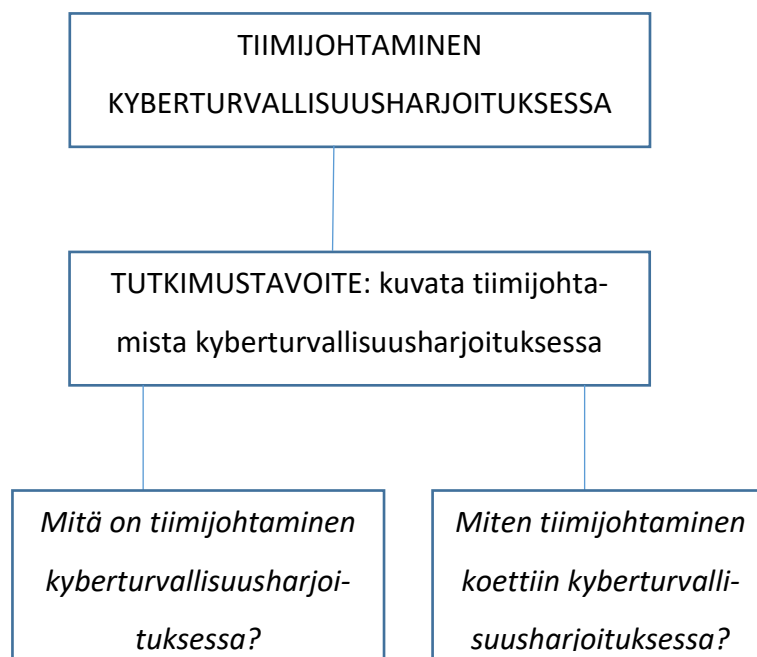 TIIMIJOHTAMINEN
KYBERTURVALLISUUSHARJOITUKSESSA
TUTKIMUSTAVOITE: kuvata tiimijohta-
mista kyberturvallisuusharjoituksessa
Mitä on tiimijohtaminen
kyberturvallisuusharjoi-
tuksessa?
Miten tiimijohtaminen
koettiin kyberturvalli-
suusharjoituksessa?